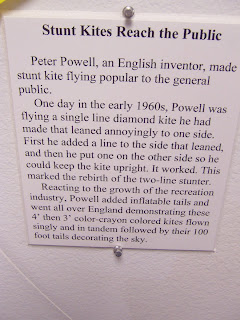 Stunt Kites Reach the Public
Peter Powell, an English inventor, made
stunt kite flying popular to the general
public.
One day in the early 1960s, Powell was
flying a single line diamond kite he had
made that leaned annoyingly to one side.
First he added a line to the side that leaned,
and then he put one on the other side so he
could keep the kite upright. It worked. This
marked the rebirth of the two-line stunter.
Reacting to the growth of the recreation
industry, Powell added inflatable tails and
went all over England demonstrating these
4' then 3' color-crayon colored kites flown
singly and in tandem followed by their 100
foot tails decorating the sky.